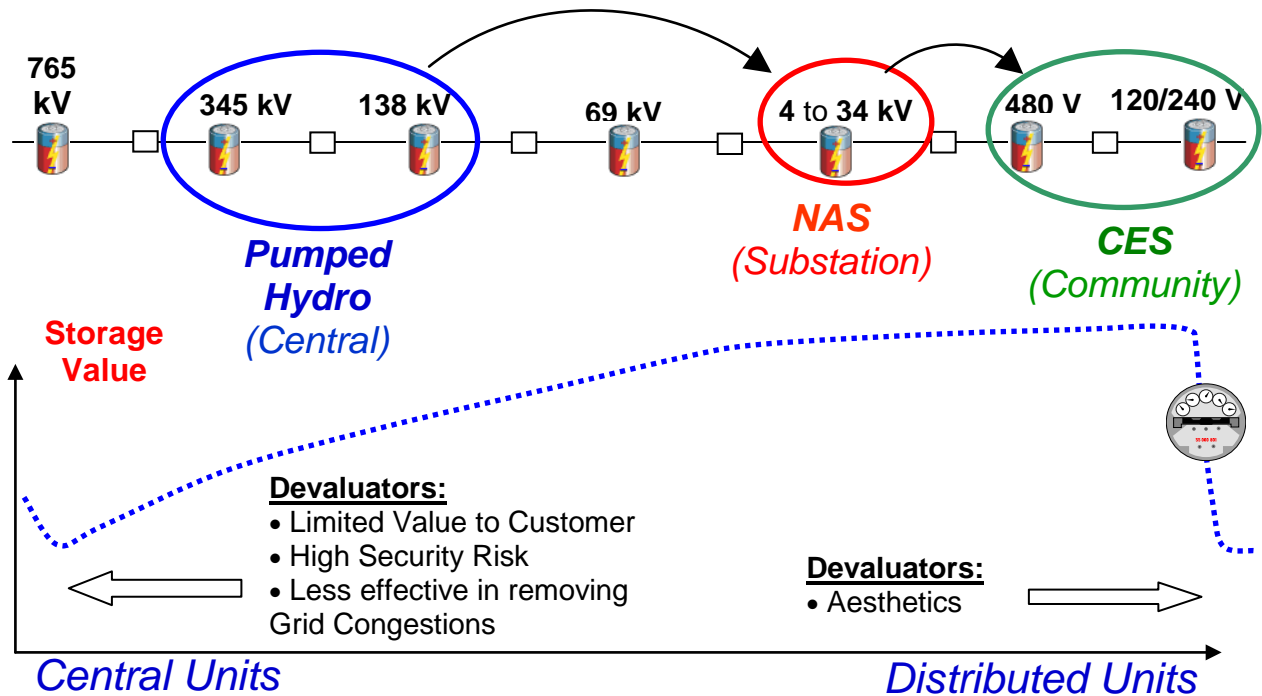 765
kV
345 kV
138 kV
69 kV
4 to 34 kV
480 V
120/240 V
Pumped
Hydro
(Central)
NAS
(Substation)
CES
(Community)
Storage
Value
Devaluators:
• Limited Value to Customer
• High Security Risk
• Less effective in removing
Grid Congestions
Devaluators:
• Aesthetics
Central Units
Distributed Units